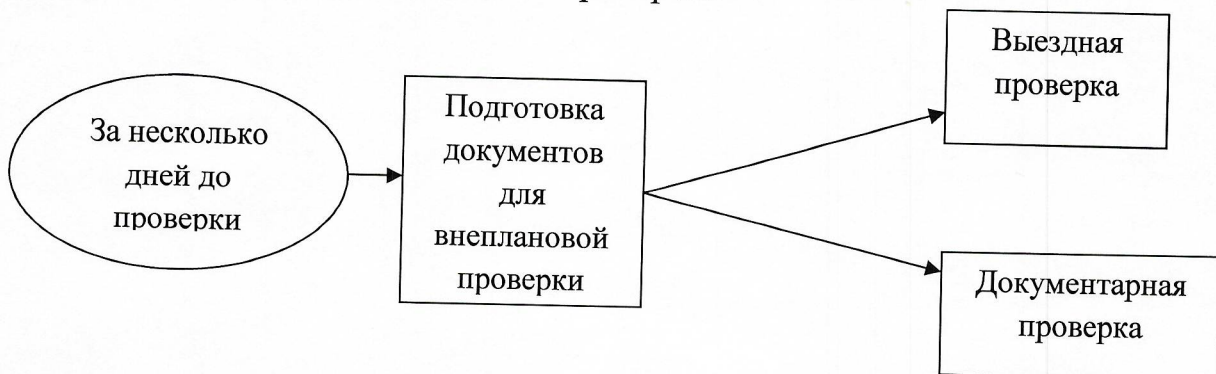 За несколько
дней до
проверки
Подготовка
документов
для
внеплановой
проверки
Выездная
проверка
Документарная
проверка